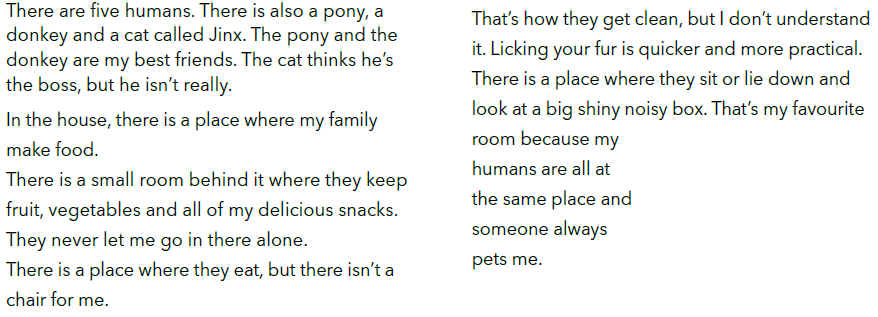 There are five humans. There is also a pony, a
donkey and a cat called Jinx. The pony and the
donkey are my best friends. The cat thinks he's
the boss, but he isn't really.
In the house, there is a place where my family
make food.
There is a small room behind it where they keep
fruit, vegetables and all of my delicious snacks.
They never let me go in there alone.
There is a place where they eat, but there isn't a
chair for me.
That's how they get clean, but I don't understand
it. Licking your fur is quicker and more practical.
There is a place where they sit or lie down and
look at a big shiny noisy box. That's my favourite
room because my
humans are all at
the same place and
someone always
pets me.